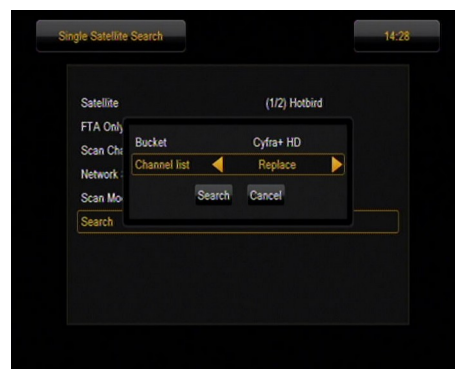 Single Satellite Search 14:28
Satellite (1/2) Hotbird
FTA Only
Bucket Cyfra+ HD
Scan Cha
Channel list Replace
Network
Search Cancel
Scan Mo
Search